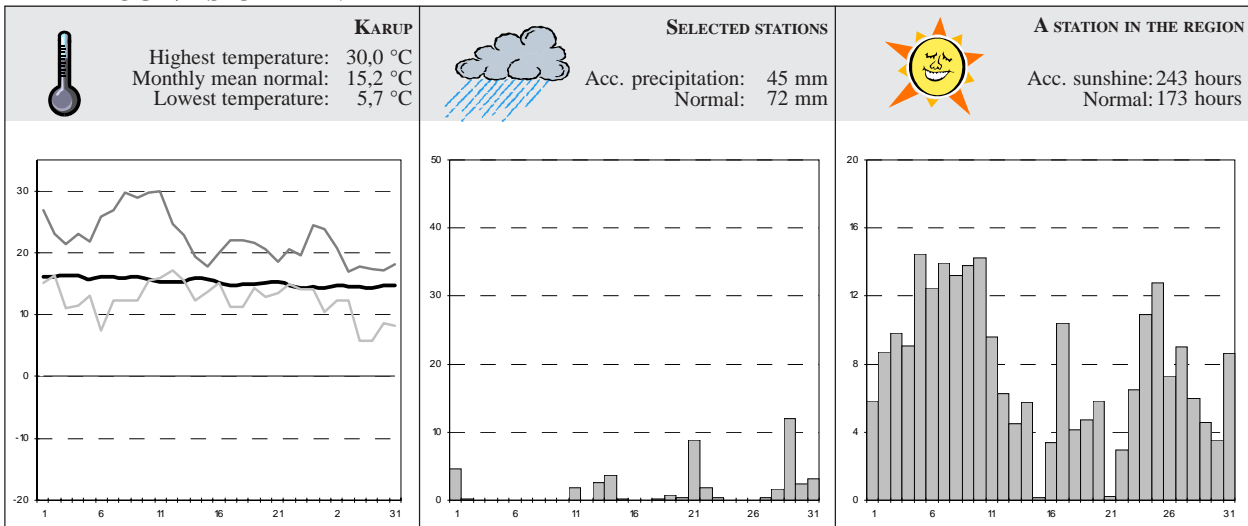 KARUP
Highest temperature: 30,0 °C
Monthly mean normal: 15,2 °C
Lowest temperature: 5,7 °C
SELECTED STATIONS
Acc. precipitation: 45 mm
Normal: 72 mm
A STATION IN THE REGION
Acc. sunshine: 243 hours
Normal: 173 hours
30
20
10
0
-10
-20
1 6 11 16 21 2 31
50
40
30
20
10
0
1 6 11 16 21 26 31
20
16
12
8
4
0
1 6 11 16 21 26 31